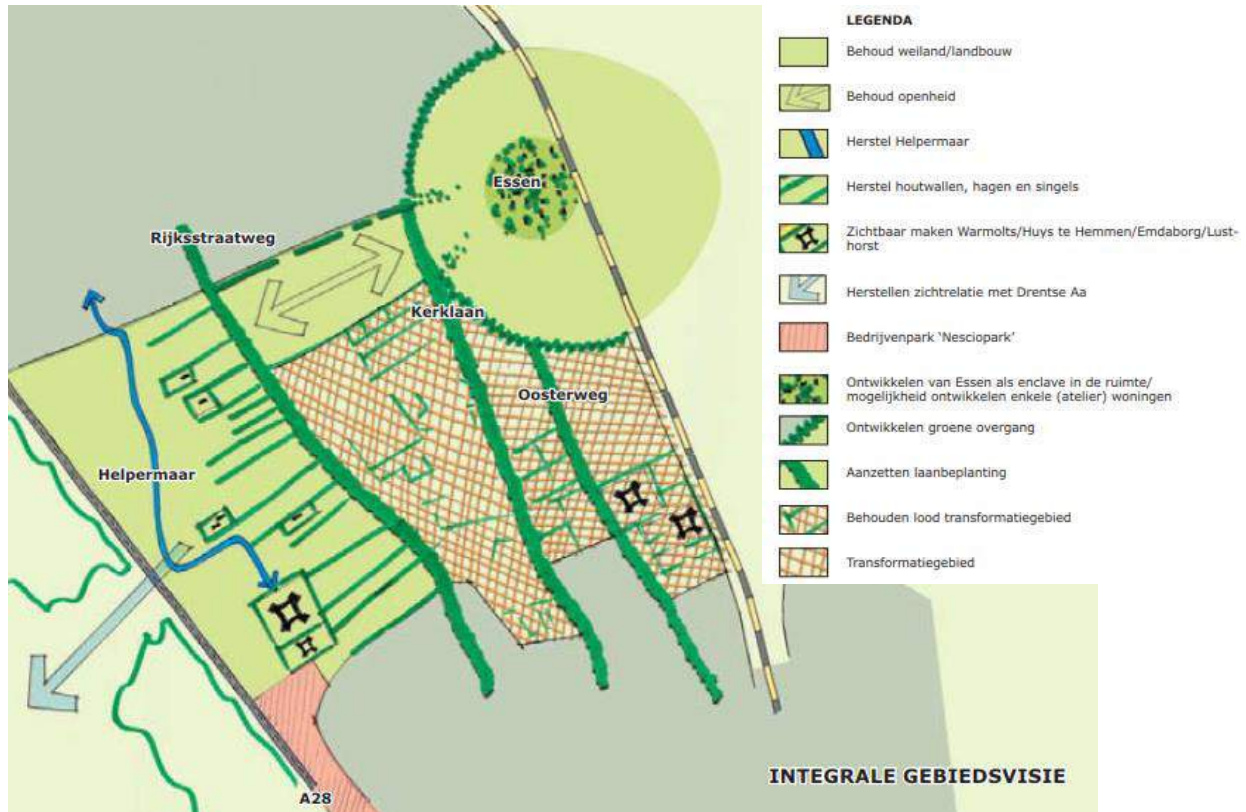 LEGENDA
Behoud weiland/landbouw
Behoud openheid
Herstel Helpermaar
Herstel houtwallen, hagen en singels
Zichtbaar maken Warmolts/Huys te Hemmen/Emdaborg/Lust-
horst
Herstellen zichtrelatie met Drentse Aa
Bedrijvenpark ‘Nesciopark’
Ontwikkelen van Essen als enclave in de ruimte/
mogelijkheid ontwikkelen enkele (atelier) woningen
Ontwikkelen groene overgang
Aanzetten laanbeplanting
Behouden lood transformatiegebied
Transformatiegebied
Essen
Rijksstraatweg
Kerklaan
Oosterweg
Helpermaar
A28
INTEGRALE GEBIEDSVISIE